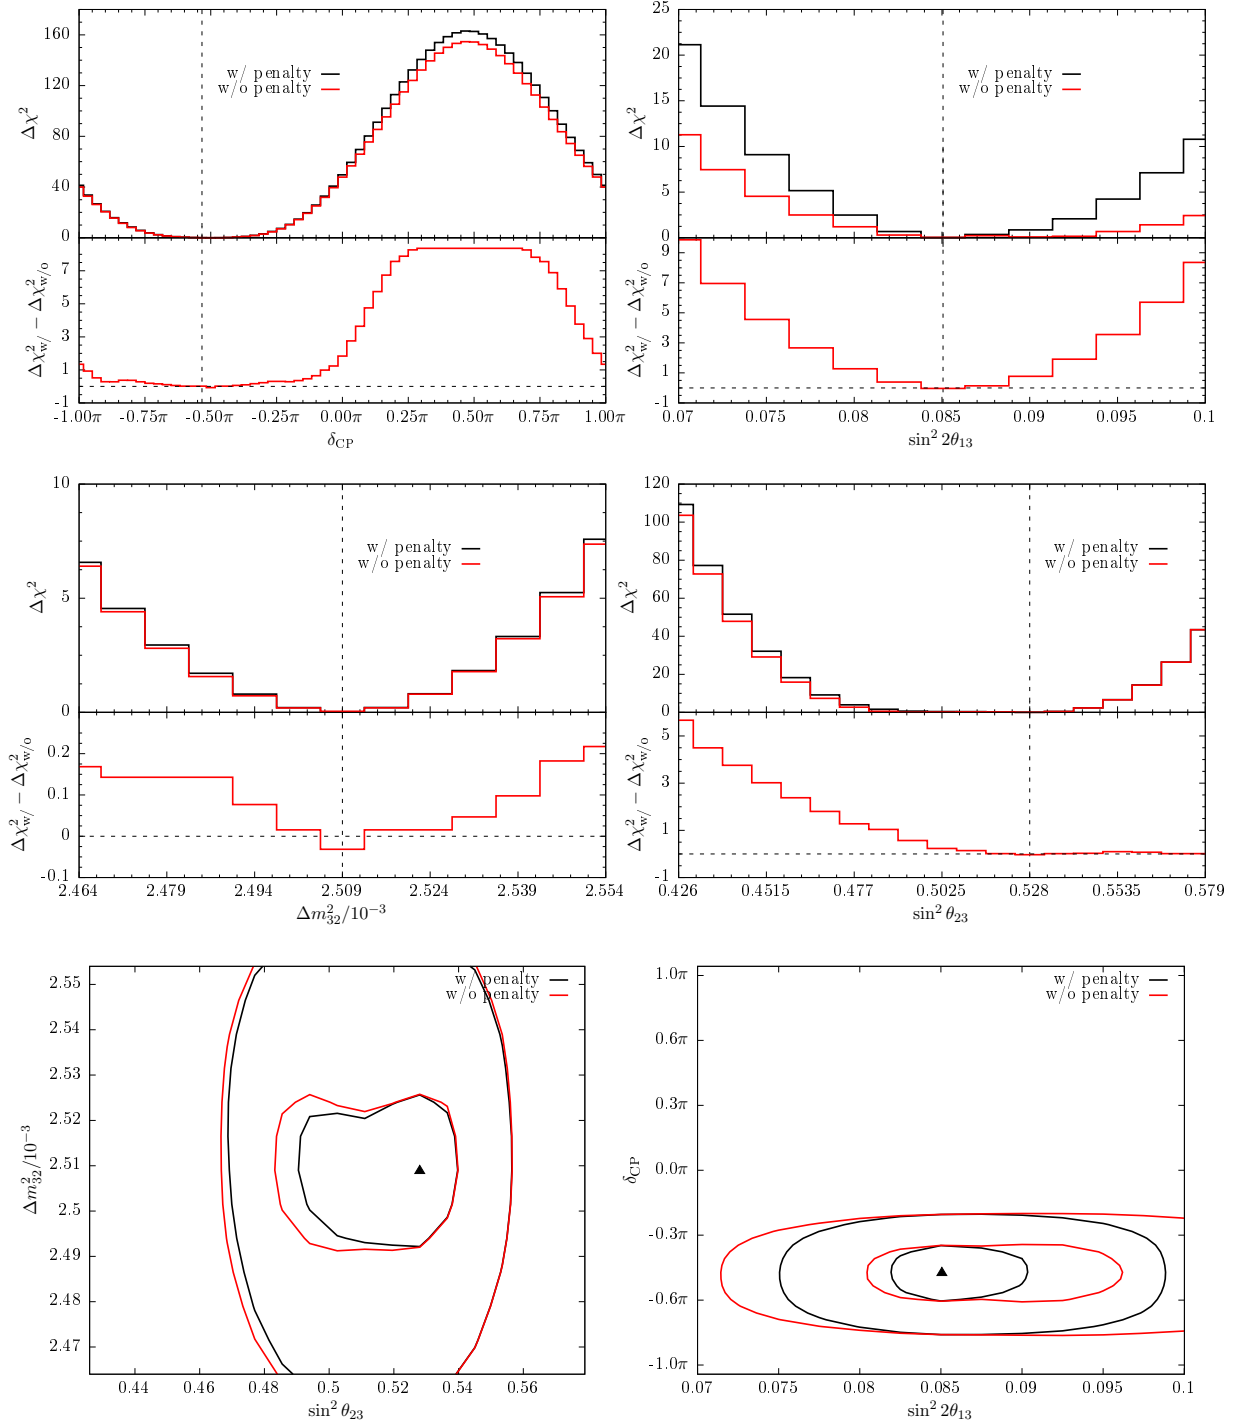 160
120
80
40
0
Δχ²
w/ penalty
w/o penalty
7
5
3
1
-1
Δχ²w/ − Δχ²w/o
-1.00π -0.75π -0.50π -0.25π 0.00π 0.25π 0.50π 0.75π 1.00π
δCP
25
20
15
10
5
0
Δχ²
w/ penalty
w/o penalty
9
7
5
3
1
-1
Δχ²w/ − Δχ²w/o
0.07 0.075 0.08 0.085 0.09 0.095 0.1
sin² 2θ13
10
5
0
Δχ²
w/ penalty
w/o penalty
0.2
0.1
0
-0.1
Δχ²w/ − Δχ²w/o
2.464 2.479 2.494 2.509 2.524 2.539 2.554
Δm²32/10⁻³
120
100
80
60
40
20
0
Δχ²
w/ penalty
w/o penalty
5
3
1
-1
Δχ²w/ − Δχ²w/o
0.426 0.4515 0.477 0.5025 0.528 0.5535 0.579
sin² θ23
2.55
2.54
2.53
2.52
2.51
2.5
2.49
2.48
2.47
Δm²32/10⁻³
w/ penalty
w/o penalty
0.44 0.46 0.48 0.5 0.52 0.54 0.56
sin² θ23
1.0π
0.6π
0.3π
0.0π
-0.3π
-0.6π
-1.0π
δCP
w/ penalty
w/o penalty
0.07 0.075 0.08 0.085 0.09 0.095 0.1
sin² 2θ13